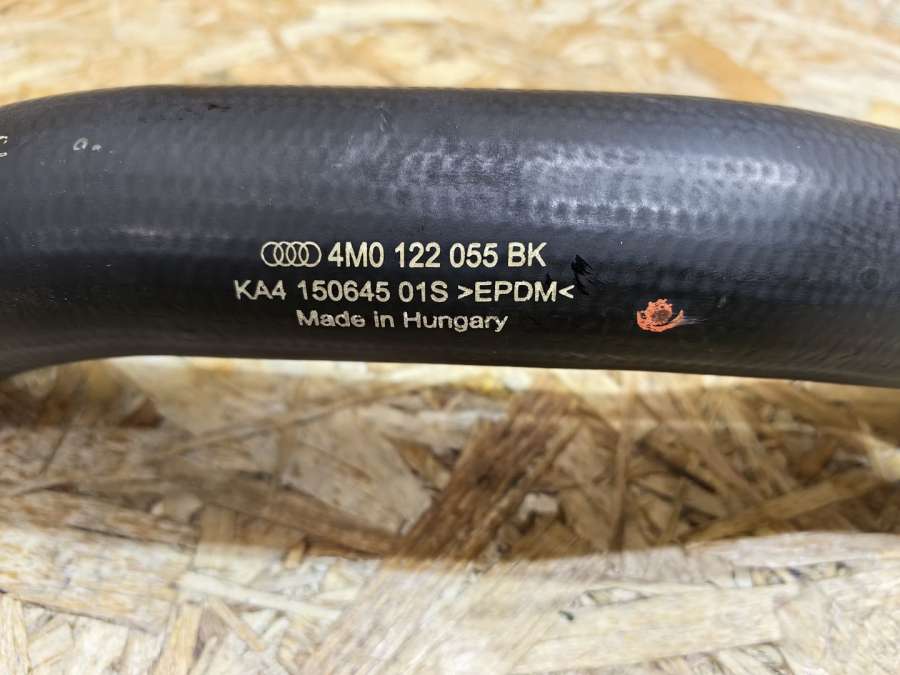 4M0 122 055 BK
KA4 150645 01S >EPDM<
Made in Hungary